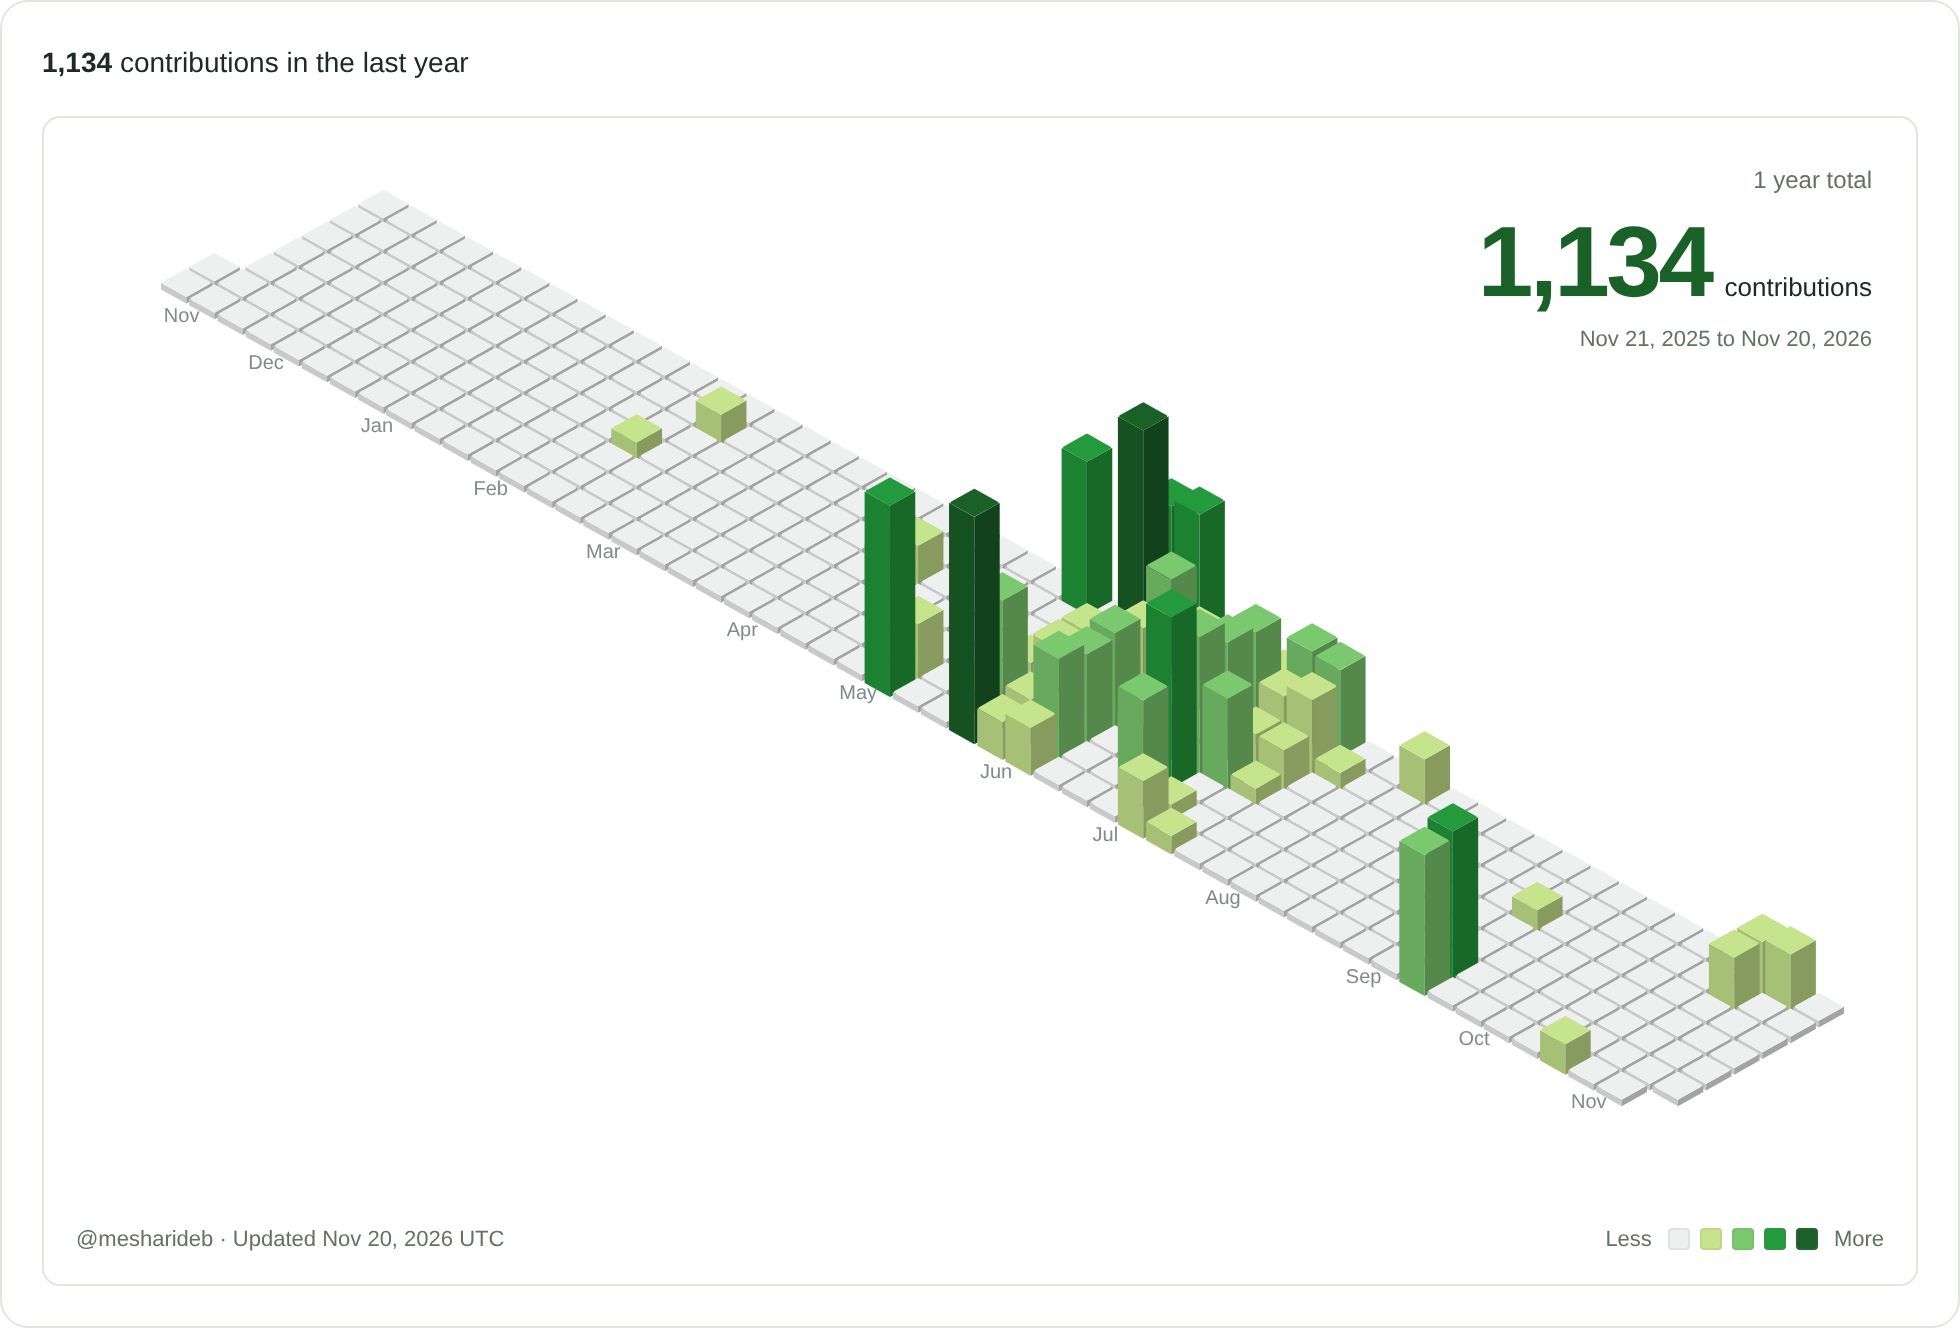 1,134 contributions in the last year
1 year total
1,134 contributions
Nov 21, 2025 to Nov 20, 2026
Nov
Dec
Jan
Feb
Mar
Apr
May
Jun
Jul
Aug
Sep
Oct
Nov
@mesharideb · Updated Nov 20, 2026 UTC
Less More